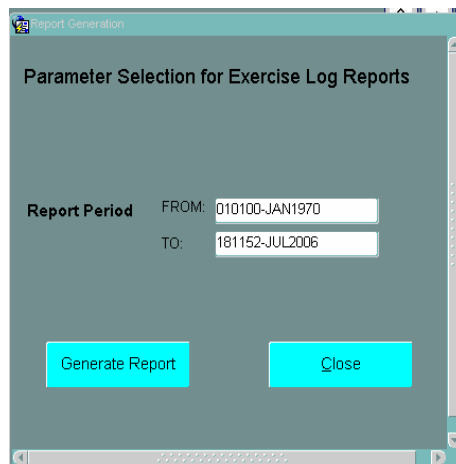 Report Generation
Parameter Selection for Exercise Log Reports
Report Period FROM: 010100-JAN1970
TO: 181152-JUL2006
Generate Report Close